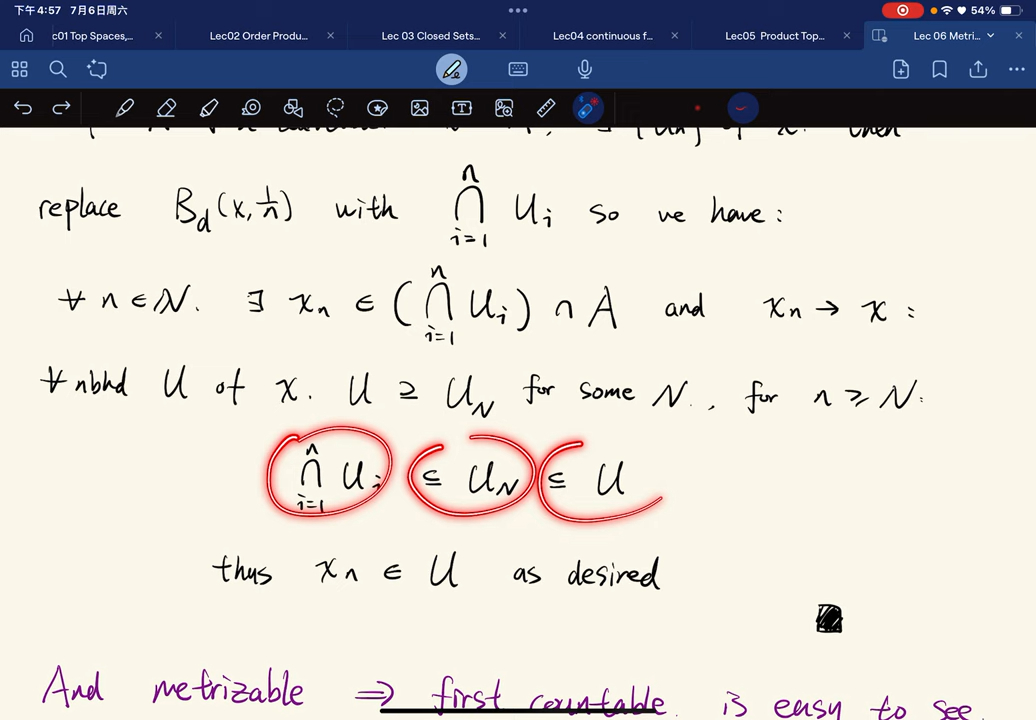 下午4:57 7月6日周六
54%
c01 Top Spaces,...
Lec02 Order Produ...
Lec 03 Closed Sets...
Lec04 continuous f...
Lec05 Product Top...
Lec 06 Metri...
then
replace B_d(x, 1/n) with ⋂_{i=1}^{n} U_i so we have:
∀ n ∈ N. ∃ x_n ∈ (⋂_{i=1}^{n} U_i) ∩ A and x_n → x :
∀ nbhd U of x. U ⊇ U_N for some N., for n ≥ N.
⋂_{i=1}^{n} U_i ⊆ U_N ⊆ U
thus x_n ∈ U as desired
And metrizable ⇒ first countable. is easy to see.